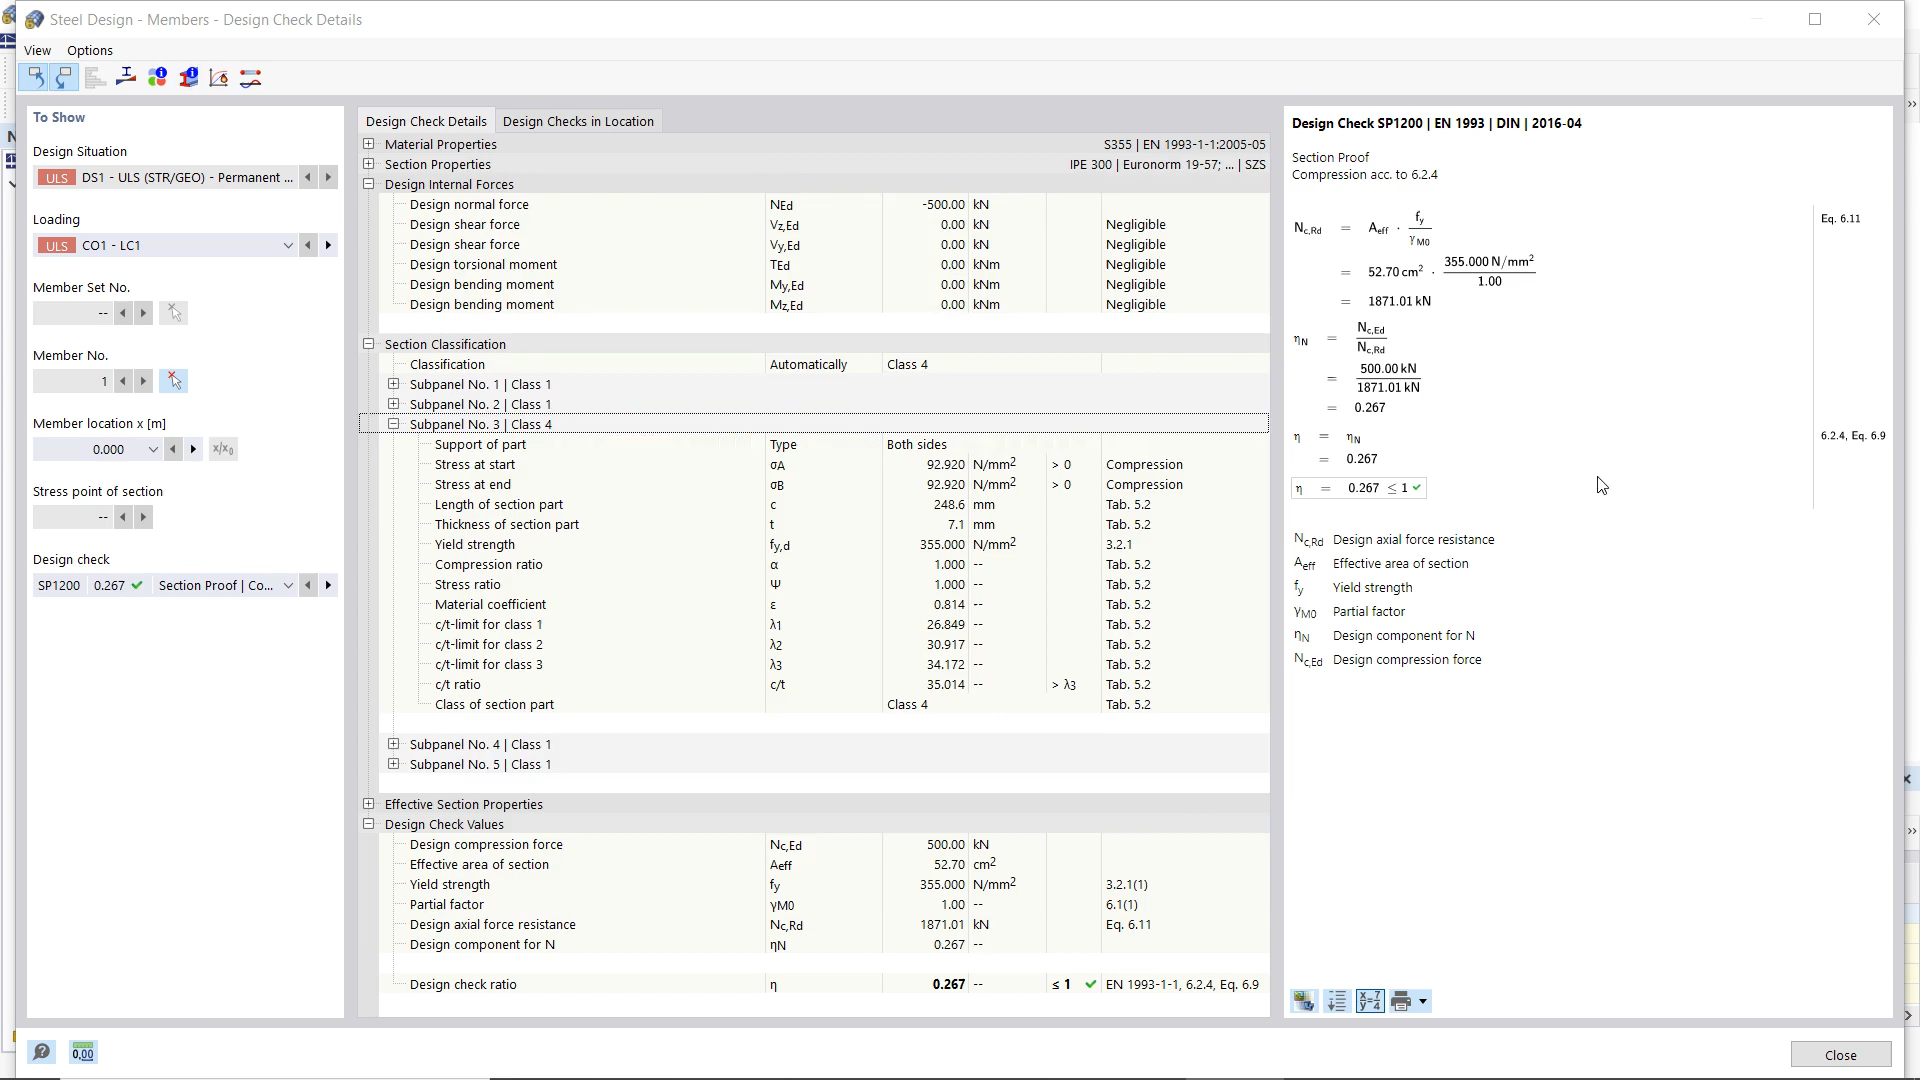 Steel Design - Members - Design Check Details
View Options
To Show
Design Situation
ULS DS1 - ULS (STR/GEO) - Permanent ...
Loading
ULS CO1 - LC1
Member Set No.
--
Member No.
1
Member location x [m]
0.000
x/x0
Stress point of section
--
Design check
SP1200 0.267 Section Proof | Co...
Design Check Details Design Checks in Location
Material Properties S355 | EN 1993-1-1:2005-05
Section Properties IPE 300 | Euronorm 19-57; ... | SZS
Design Internal Forces
Design normal force NEd -500.00 kN
Design shear force Vz,Ed 0.00 kN Negligible
Design shear force Vy,Ed 0.00 kN Negligible
Design torsional moment TEd 0.00 kNm Negligible
Design bending moment My,Ed 0.00 kNm Negligible
Design bending moment Mz,Ed 0.00 kNm Negligible
Section Classification
Classification Automatically Class 4
Subpanel No. 1 | Class 1
Subpanel No. 2 | Class 1
Subpanel No. 3 | Class 4
Support of part Type Both sides
Stress at start σA 92.920 N/mm2 > 0 Compression
Stress at end σB 92.920 N/mm2 > 0 Compression
Length of section part c 248.6 mm Tab. 5.2
Thickness of section part t 7.1 mm Tab. 5.2
Yield strength fy,d 355.000 N/mm2 3.2.1
Compression ratio α 1.000 -- Tab. 5.2
Stress ratio Ψ 1.000 -- Tab. 5.2
Material coefficient ε 0.814 -- Tab. 5.2
c/t-limit for class 1 λ1 26.849 -- Tab. 5.2
c/t-limit for class 2 λ2 30.917 -- Tab. 5.2
c/t-limit for class 3 λ3 34.172 -- Tab. 5.2
c/t ratio c/t 35.014 -- > λ3 Tab. 5.2
Class of section part Class 4 Tab. 5.2
Subpanel No. 4 | Class 1
Subpanel No. 5 | Class 1
Effective Section Properties
Design Check Values
Design compression force Nc,Ed 500.00 kN
Effective area of section Aeff 52.70 cm2
Yield strength fy 355.000 N/mm2 3.2.1(1)
Partial factor γM0 1.00 -- 6.1(1)
Design axial force resistance Nc,Rd 1871.01 kN Eq. 6.11
Design component for N ηN 0.267 --
Design check ratio η 0.267 -- ≤ 1 ✓ EN 1993-1-1, 6.2.4, Eq. 6.9
Design Check SP1200 | EN 1993 | DIN | 2016-04
Section Proof
Compression acc. to 6.2.4
Nc,Rd = Aeff · fy / γM0 Eq. 6.11
= 52.70 cm2 · 355.000 N/mm2 / 1.00
= 1871.01 kN
ηN = Nc,Ed / Nc,Rd
= 500.00 kN / 1871.01 kN
= 0.267
η = ηN 6.2.4, Eq. 6.9
= 0.267
η = 0.267 ≤ 1 ✓
Nc,Rd Design axial force resistance
Aeff Effective area of section
fy Yield strength
γM0 Partial factor
ηN Design component for N
Nc,Ed Design compression force
0,00
Close